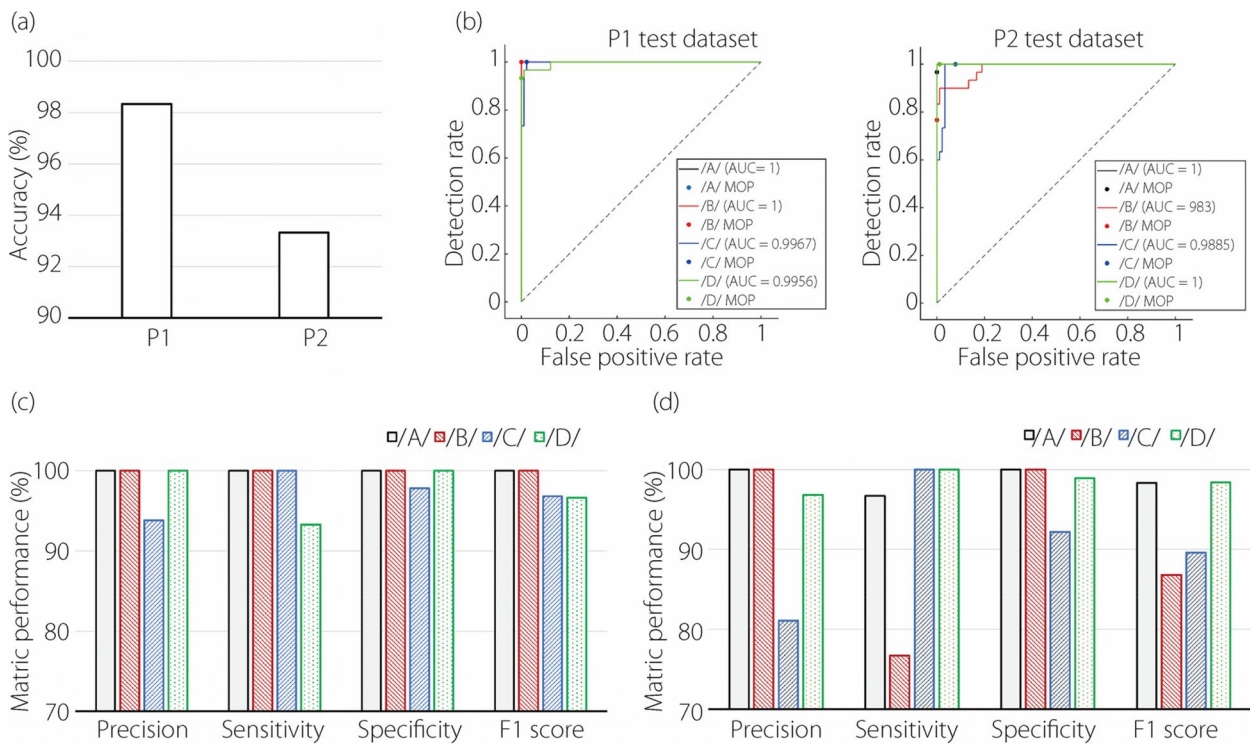 (a)
Accuracy (%)
100
98
96
94
93
92
90
P1
P2
(b)
P1 test dataset
Detection rate
1
0.8
0.6
0.4
0.2
0
/A/ (AUC= 1)
/A/ MOP
/B/ (AUC = 1)
/B/ MOP
/C/ (AUC = 0.9967)
/C/ MOP
/D/ (AUC = 0.9956)
/D/ MOP
0 0.2 0.4 0.6 0.8 1
False positive rate
P2 test dataset
Detection rate
1
0.8
0.6
0.4
0.2
0
/A/ (AUC = 1)
/A/ MOP
/B/ (AUC = 983)
/B/ MOP
/C/ (AUC = 0.9885)
/C/ MOP
/D/ (AUC = 1)
/D/ MOP
0 0.2 0.4 0.6 0.8 1
False positive rate
(c)
/A/ /B/ /C/ /D/
Matric performance (%)
100
90
80
70
Precision Sensitivity Specificity F1 score
(d)
/A/ /B/ /C/ /D/
Matric performance (%)
100
90
80
70
Precision Sensitivity Specificity F1 score